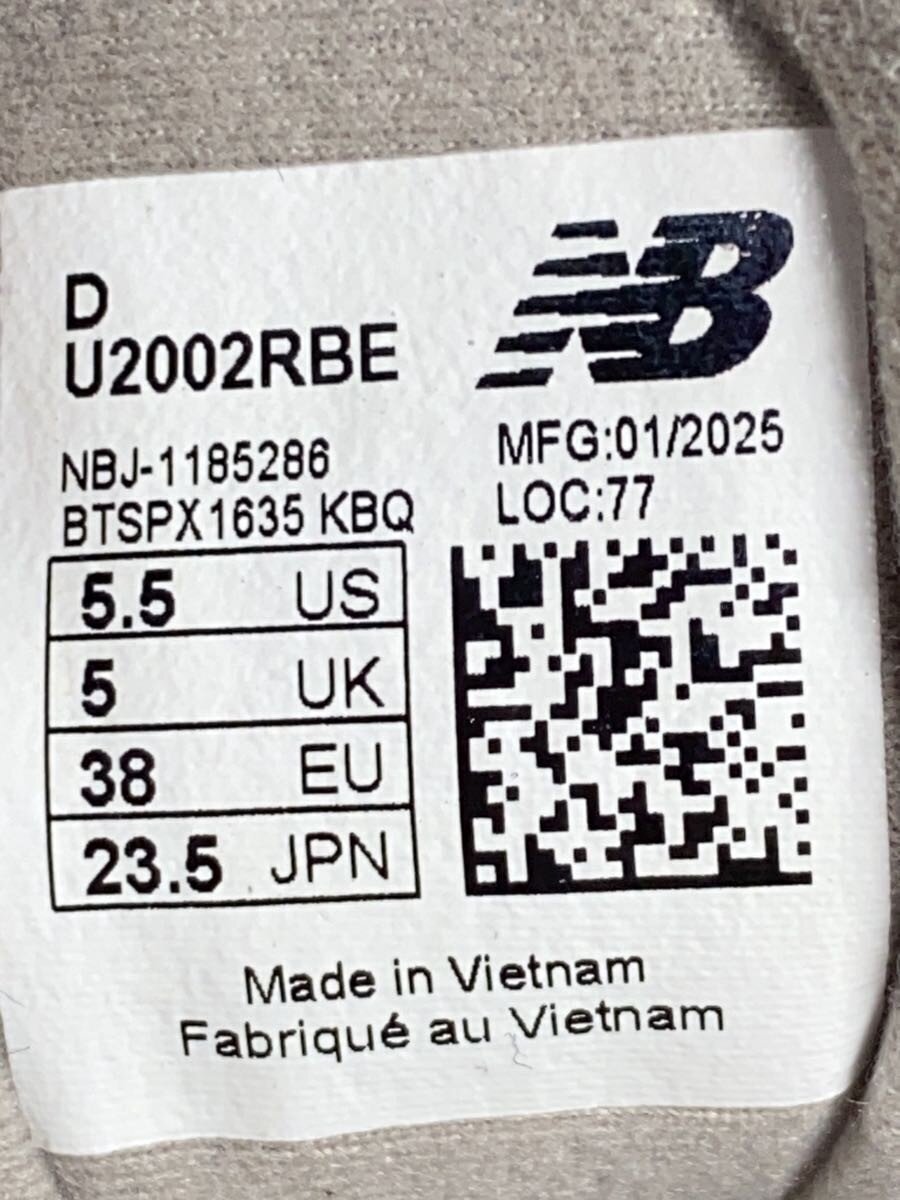 NB
D
U2002RBE
NBJ-1185286
BTSPX1635 KBQ
MFG:01/2025
LOC:77
5.5 US
5 UK
38 EU
23.5 JPN
Made in Vietnam
Fabriqué au Vietnam